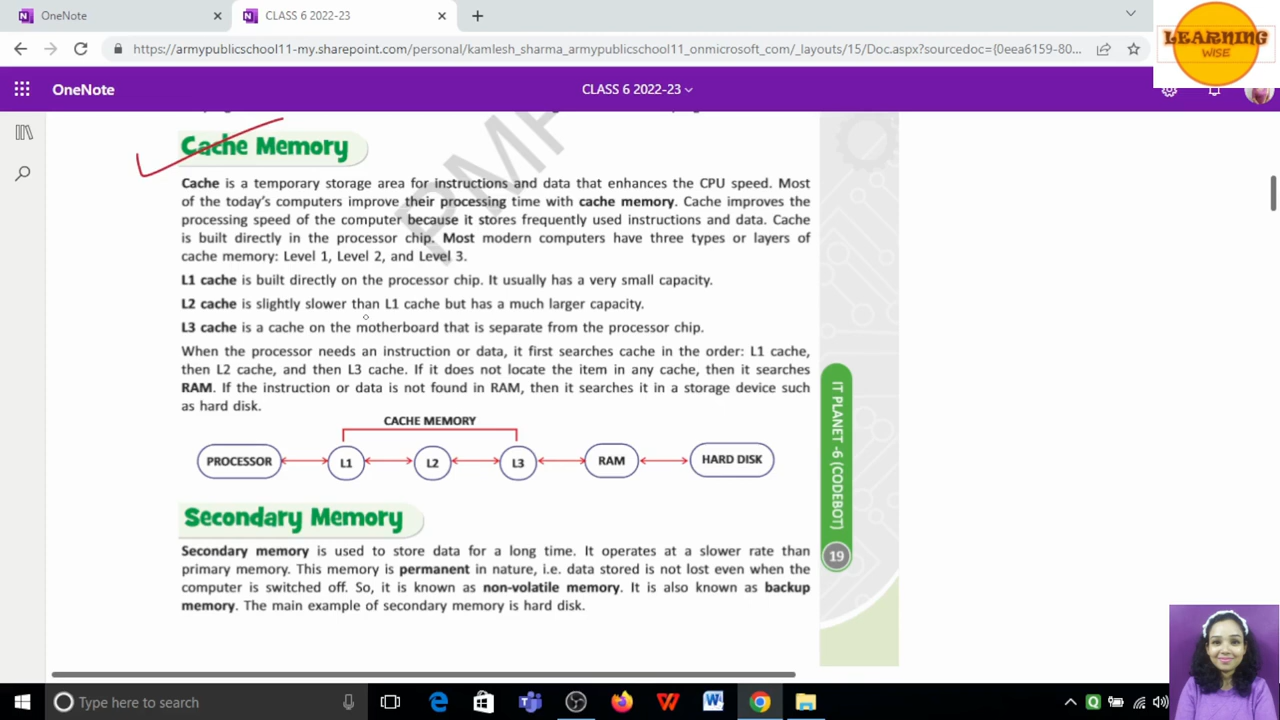 OneNote
CLASS 6 2022-23
LEARNING
WISE
https://armypublicschool11-my.sharepoint.com/personal/kamlesh_sharma_armypublicschool11_onmicrosoft_com/_layouts/15/Doc.aspx?sourcedoc={0eea6159-80...
OneNote
CLASS 6 2022-23
Cache Memory
Cache is a temporary storage area for instructions and data that enhances the CPU speed. Most
of the today's computers improve their processing time with cache memory. Cache improves the
processing speed of the computer because it stores frequently used instructions and data. Cache
is built directly in the processor chip. Most modern computers have three types or layers of
cache memory: Level 1, Level 2, and Level 3.
L1 cache is built directly on the processor chip. It usually has a very small capacity.
L2 cache is slightly slower than L1 cache but has a much larger capacity.
L3 cache is a cache on the motherboard that is separate from the processor chip.
When the processor needs an instruction or data, it first searches cache in the order: L1 cache,
then L2 cache, and then L3 cache. If it does not locate the item in any cache, then it searches
RAM. If the instruction or data is not found in RAM, then it searches it in a storage device such
as hard disk.
CACHE MEMORY
PROCESSOR L1 L2 L3 RAM HARD DISK
Secondary Memory
Secondary memory is used to store data for a long time. It operates at a slower rate than
primary memory. This memory is permanent in nature, i.e. data stored is not lost even when the
computer is switched off. So, it is known as non-volatile memory. It is also known as backup
memory. The main example of secondary memory is hard disk.
IT PLANET -6 (CODEBOT)
19
Type here to search